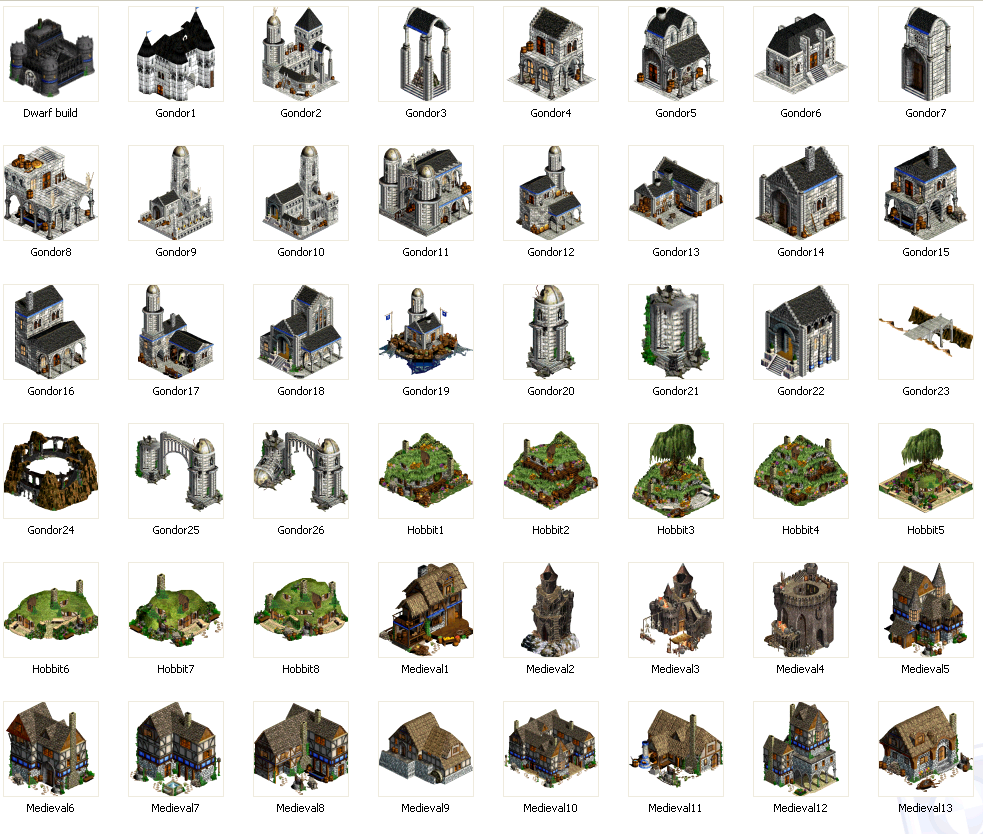 Dwarf build Gondor1 Gondor2 Gondor3 Gondor4 Gondor5 Gondor6 Gondor7
Gondor8 Gondor9 Gondor10 Gondor11 Gondor12 Gondor13 Gondor14 Gondor15
Gondor16 Gondor17 Gondor18 Gondor19 Gondor20 Gondor21 Gondor22 Gondor23
Gondor24 Gondor25 Gondor26 Hobbit1 Hobbit2 Hobbit3 Hobbit4 Hobbit5
Hobbit6 Hobbit7 Hobbit8 Medieval1 Medieval2 Medieval3 Medieval4 Medieval5
Medieval6 Medieval7 Medieval8 Medieval9 Medieval10 Medieval11 Medieval12 Medieval13